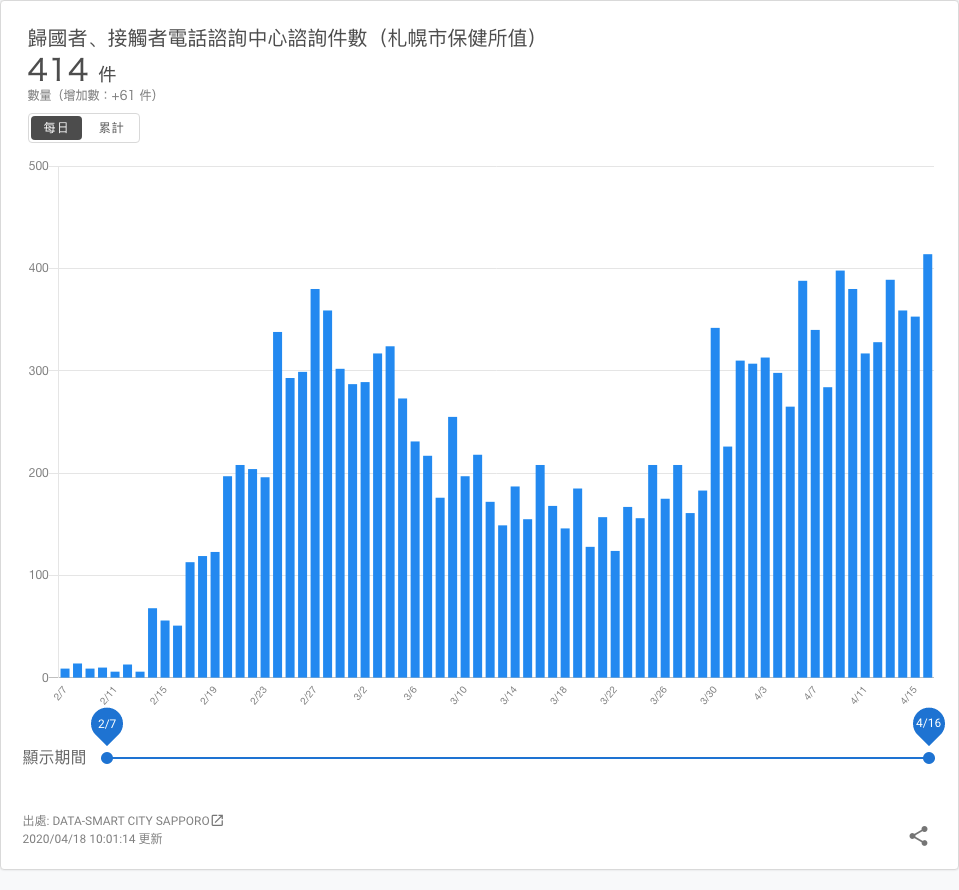 歸國者、接觸者電話諮詢中心諮詢件數（札幌市保健所值）
414 件
數量（增加數：+61 件）
每日 累計
500
400
300
200
100
0
2/7 2/11 2/15 2/19 2/23 2/27 3/2 3/6 3/10 3/14 3/18 3/22 3/26 3/30 4/3 4/7 4/11 4/15
2/7 4/16
顯示期間
出處: DATA-SMART CITY SAPPORO
2020/04/18 10:01:14 更新